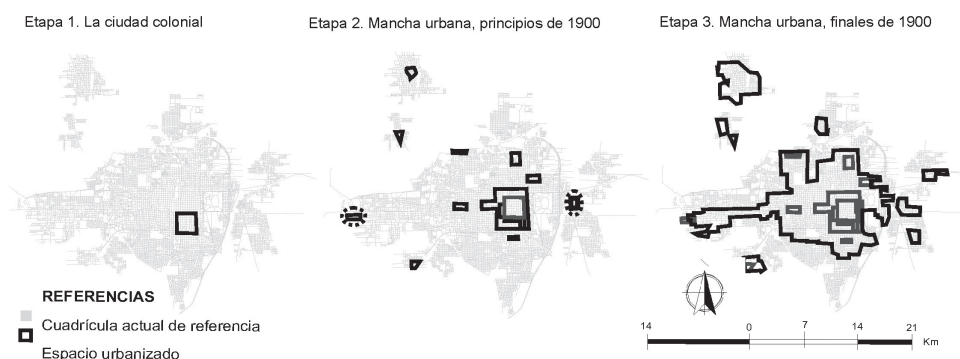 Etapa 1. La ciudad colonial
Etapa 2. Mancha urbana, principios de 1900
Etapa 3. Mancha urbana, finales de 1900
REFERENCIAS
Cuadrícula actual de referencia
Espacio urbanizado
14 0 7 14 21 Km